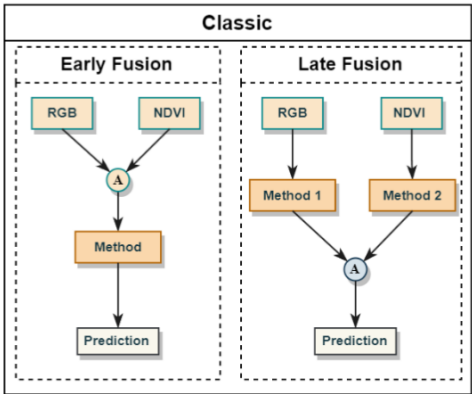 Classic
Early Fusion
RGB
NDVI
A
Method
Prediction
Late Fusion
RGB
NDVI
Method 1
Method 2
A
Prediction